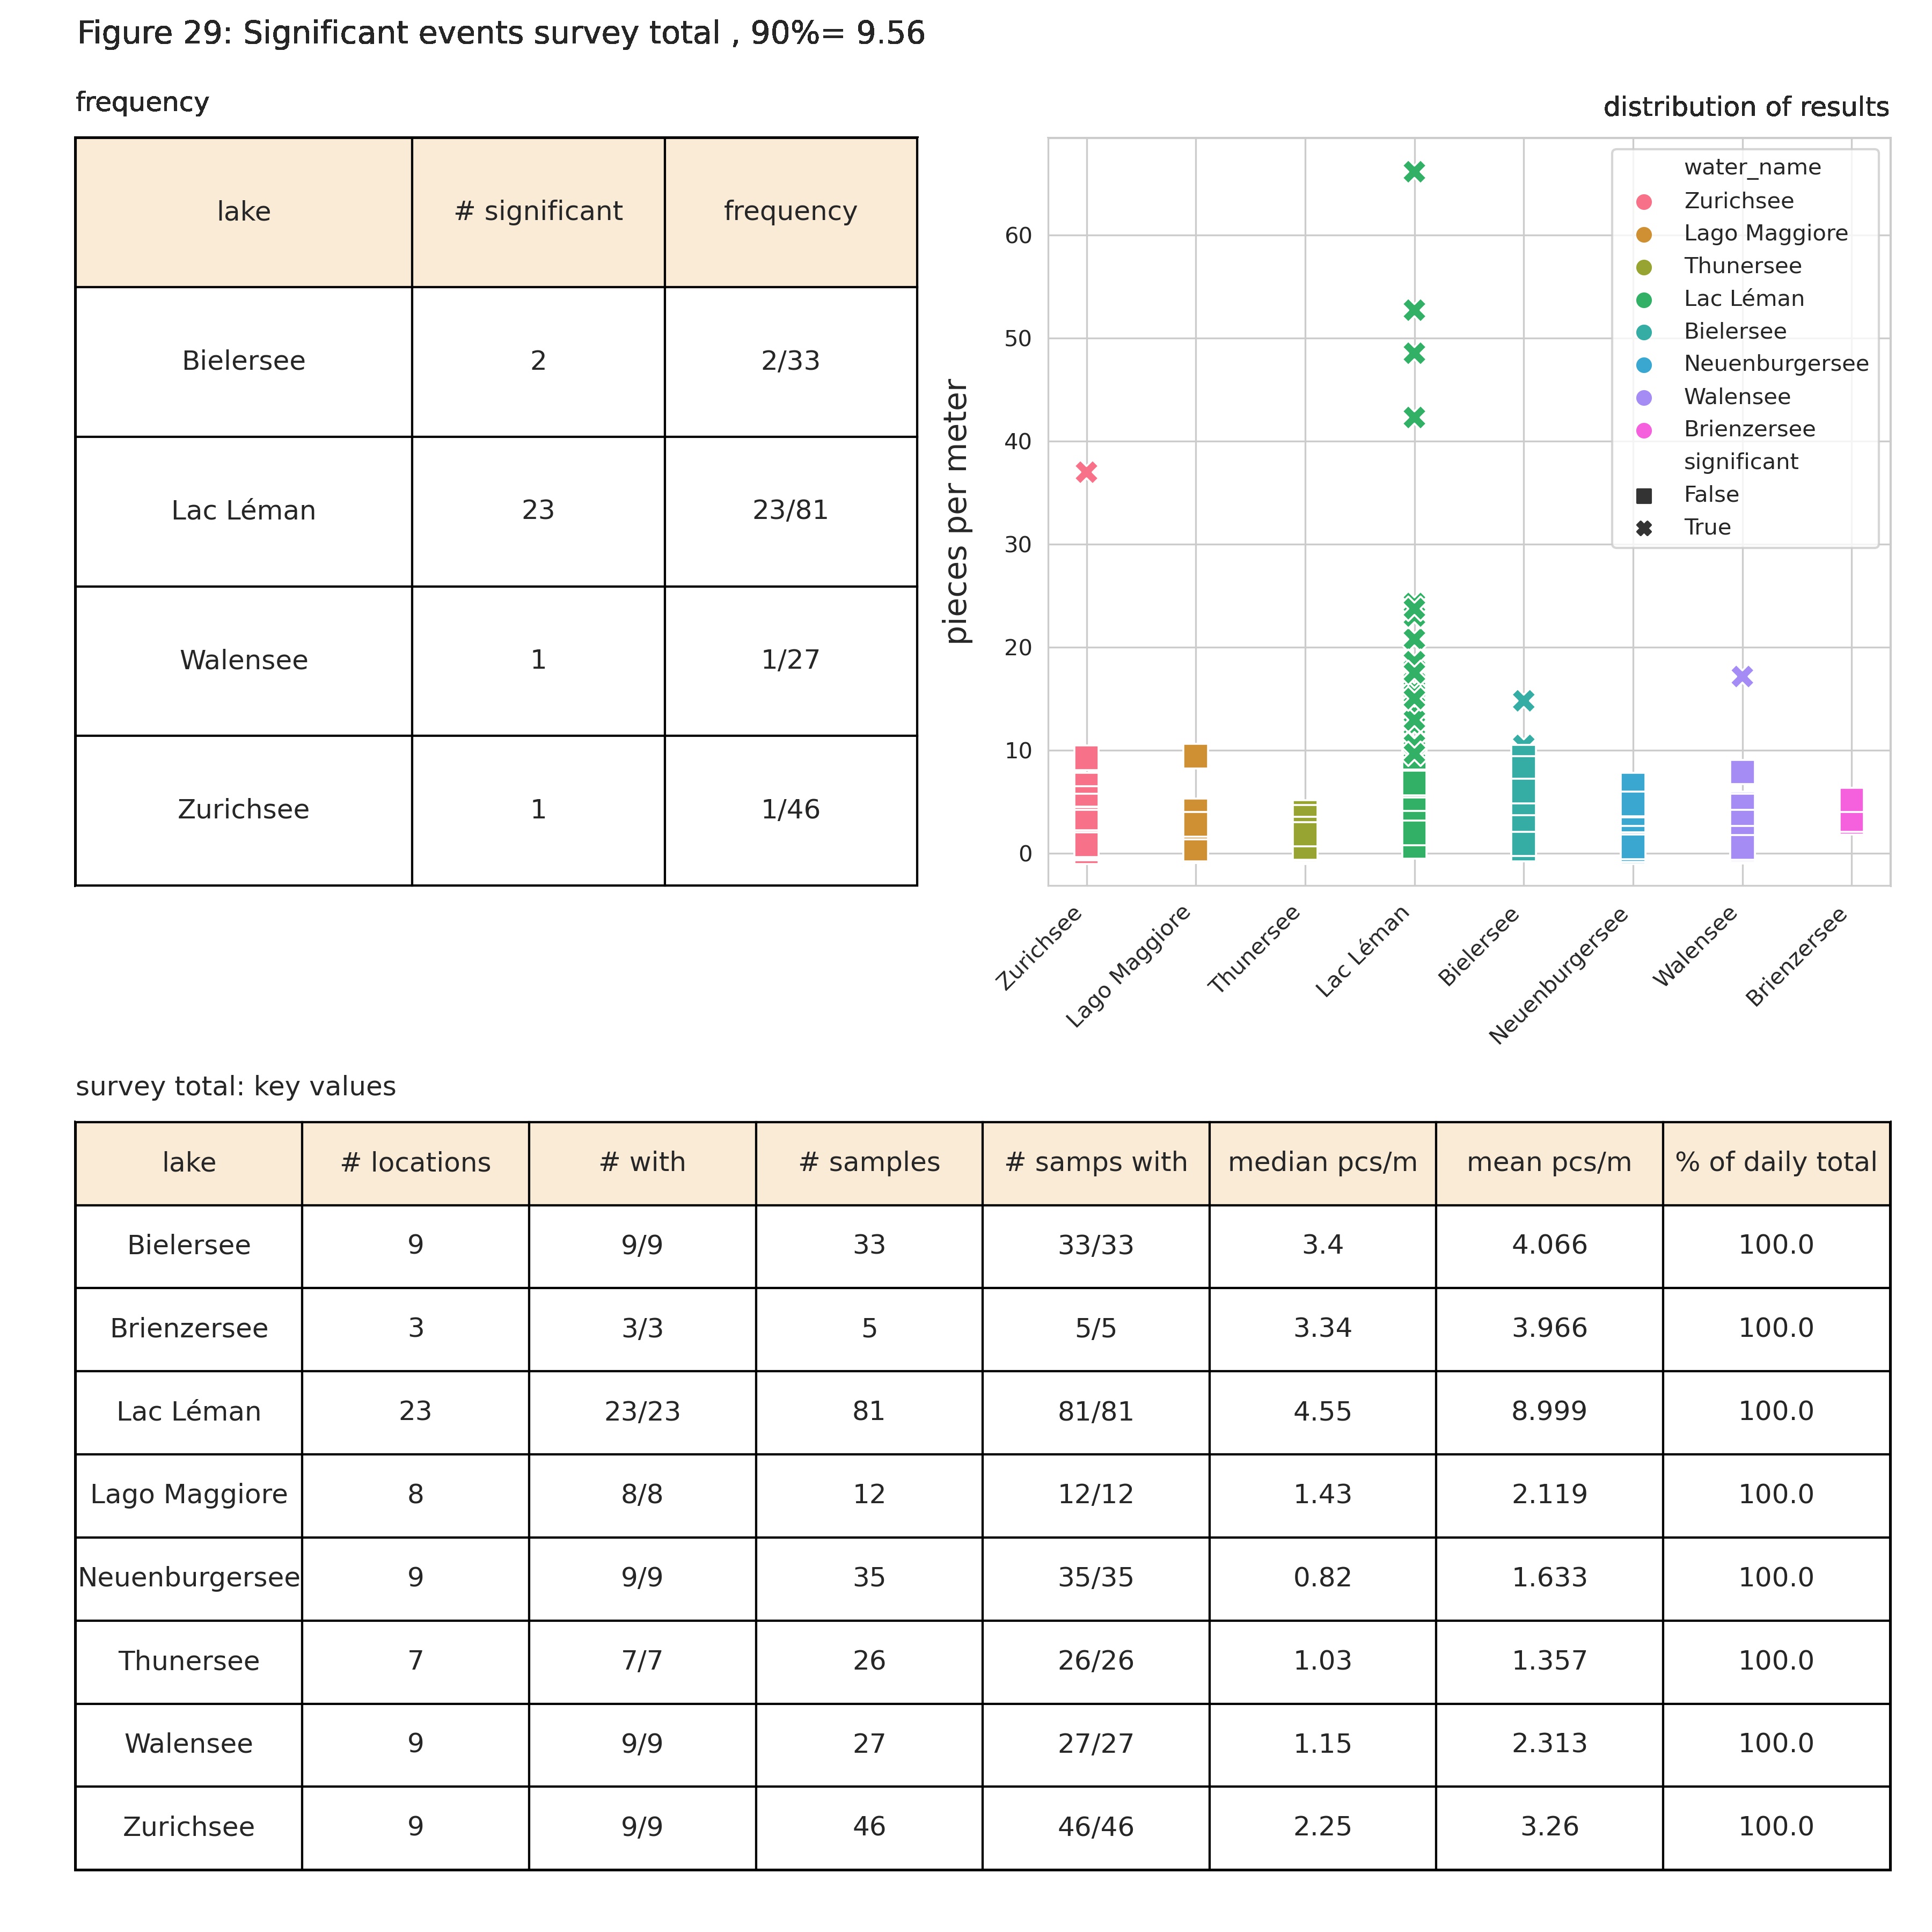 Figure 29: Significant events survey total , 90%= 9.56
frequency
lake # significant frequency
Bielersee 2 2/33
Lac Léman 23 23/81
Walensee 1 1/27
Zurichsee 1 1/46
distribution of results
pieces per meter
60
50
40
30
20
10
0
water_name
Zurichsee
Lago Maggiore
Thunersee
Lac Léman
Bielersee
Neuenburgersee
Walensee
Brienzersee
significant
False
True
Zurichsee
Lago Maggiore
Thunersee
Lac Léman
Bielersee
Neuenburgersee
Walensee
Brienzersee
survey total: key values
lake # locations # with # samples # samps with median pcs/m mean pcs/m % of daily total
Bielersee 9 9/9 33 33/33 3.4 4.066 100.0
Brienzersee 3 3/3 5 5/5 3.34 3.966 100.0
Lac Léman 23 23/23 81 81/81 4.55 8.999 100.0
Lago Maggiore 8 8/8 12 12/12 1.43 2.119 100.0
Neuenburgersee 9 9/9 35 35/35 0.82 1.633 100.0
Thunersee 7 7/7 26 26/26 1.03 1.357 100.0
Walensee 9 9/9 27 27/27 1.15 2.313 100.0
Zurichsee 9 9/9 46 46/46 2.25 3.26 100.0